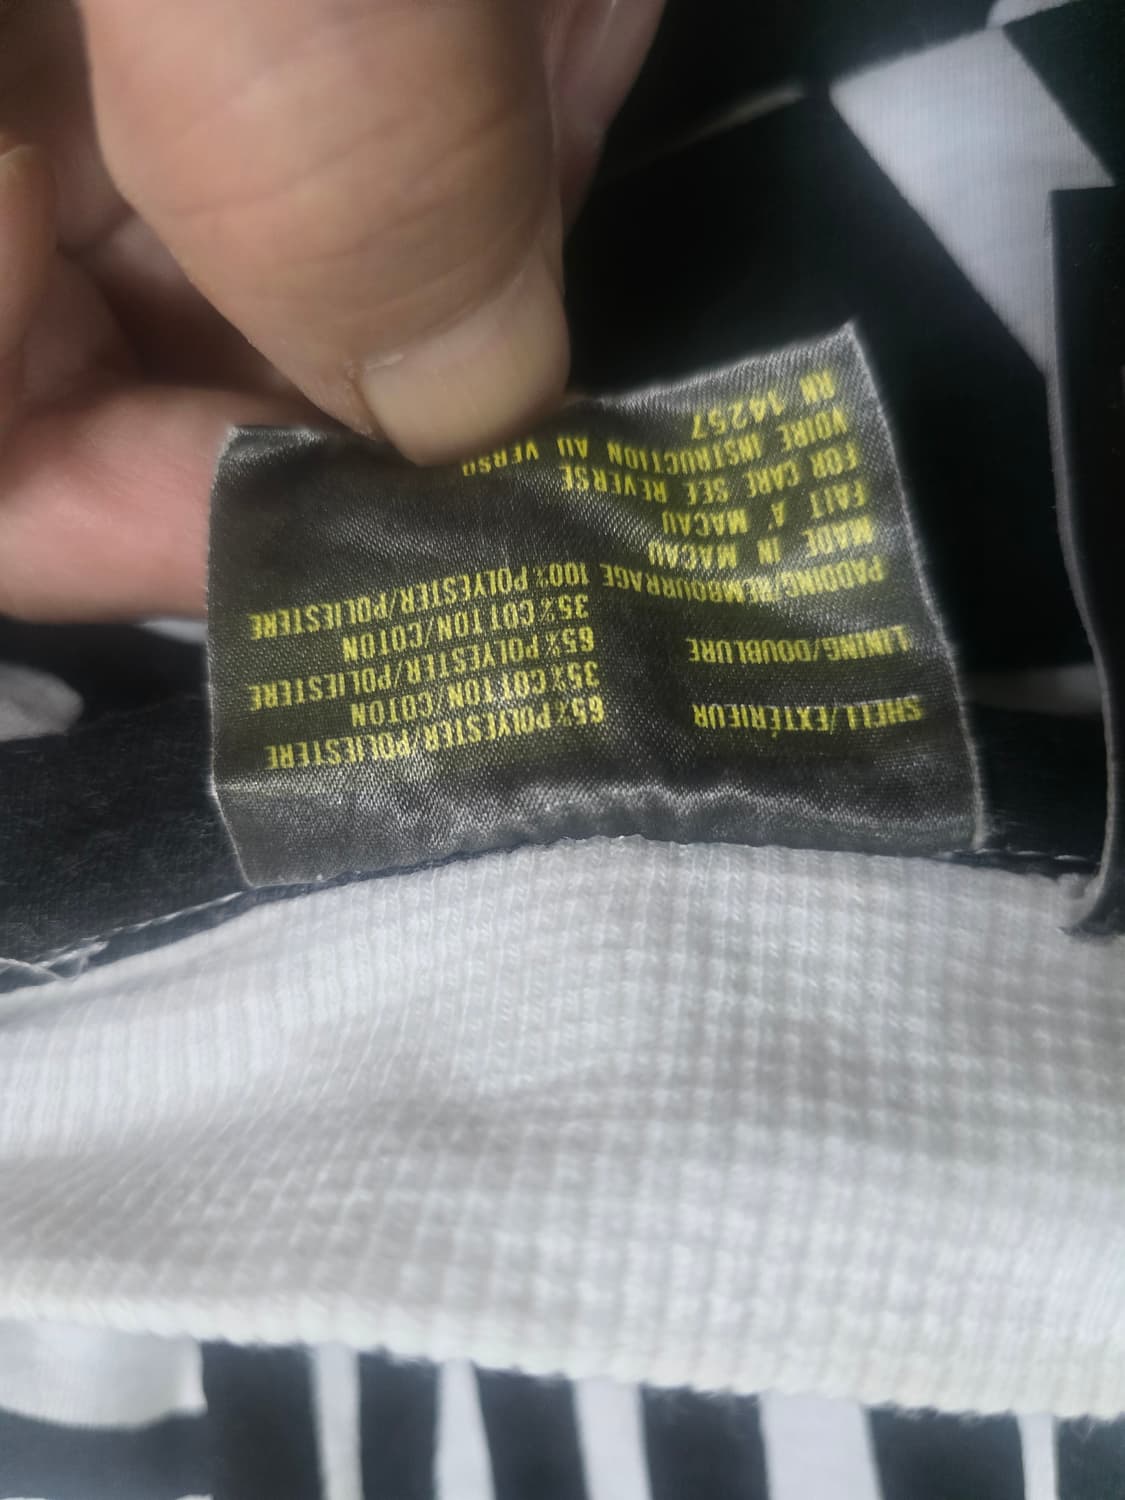 SHELL/EXTÉRIEUR 65% POLYESTER/POLIESTERE
35% COTTON/COTON
LINING/DOUBLURE 65% POLYESTER/POLIESTERE
35% COTTON/COTON
PADDING/REMBOURRAGE 100% POLYESTER/POLIESTERE
MADE IN MACAU
FAIT A' MACAU
FOR CARE SEE REVERSE
VOIRE INSTRUCTION AU VERSU
RN 14257